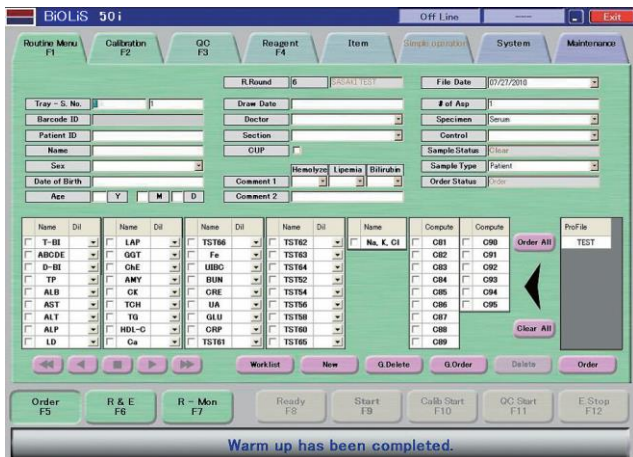 BiOLiS 50i Off Line ---- Exit
Routine Menu F1 Calibration F2 QC F3 Reagent F4 Item Simple operation System Maintenance
R.Round 6 SASAKI TEST File Date 07/27/2010
Tray - S. No. 1 Draw Date # of Asp 1
Barcode ID Doctor Specimen Serum
Patient ID Section Control
Name CUP Sample Status Clear
Sex Hemolyze Lipemia Bilirubin Sample Type Patient
Date of Birth Comment 1 Order Status Order
Age Y M D Comment 2
Name Dil Name Dil Name Dil Name Dil Name Compute Compute ProFile
T-BI LAP TST66 TST62 Na, K, Cl C81 C90 Order All TEST
ABCDE GGT Fe TST63 C82 C91
D-BI ChE UIBC TST64 C83 C92
TP AMY BUN TST52 C84 C93
ALB CK CRE TST54 C85 C94
AST TCH UA TST56 C86 C95
ALT TG GLU TST58 C87
ALP HDL-C CRP TST60 C88 Clear All
LD Ca TST61 TST65 C89
Worklist New G.Delete G.Order Delete Order
Order F5 R & E F6 R - Mon F7 Ready F8 Start F9 Calib Start F10 QC Start F11 E.Stop F12
Warm up has been completed.